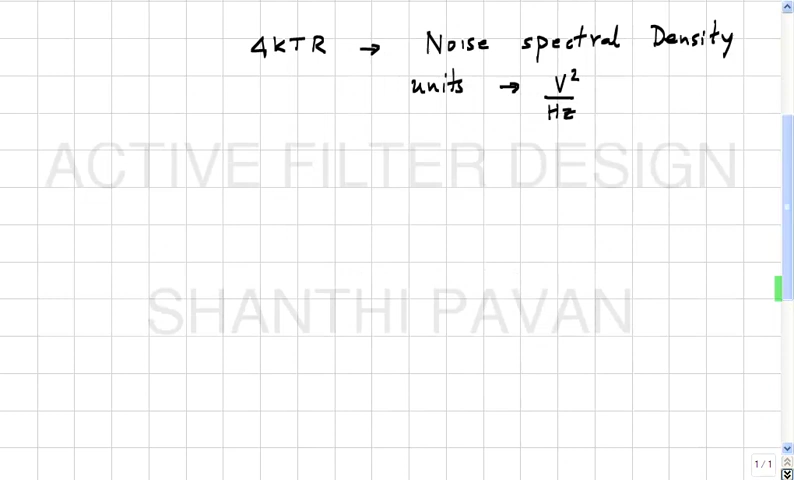 4KTR → Noise spectral Density
units → V²/Hz
ACTIVE FILTER DESIGN
SHANTHI PAVAN
1 / 1